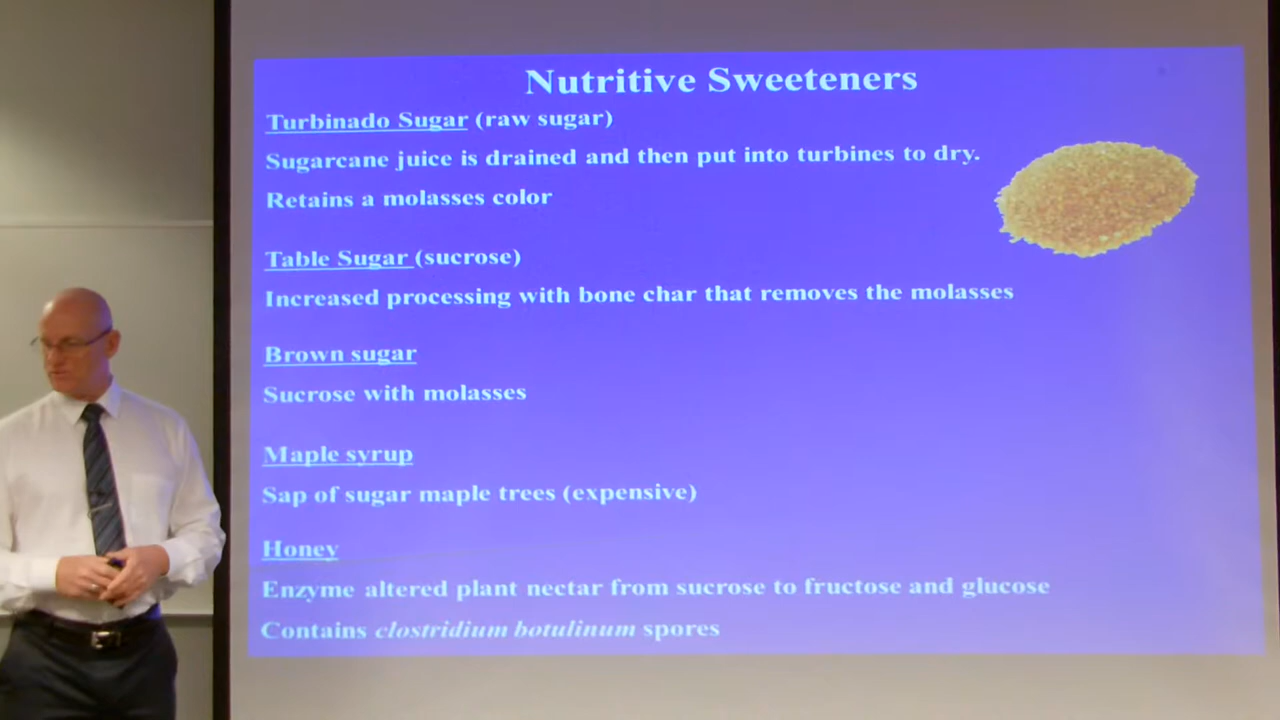 Nutritive Sweeteners
Turbinado Sugar (raw sugar)
Sugarcane juice is drained and then put into turbines to dry.
Retains a molasses color
Table Sugar (sucrose)
Increased processing with bone char that removes the molasses
Brown sugar
Sucrose with molasses
Maple syrup
Sap of sugar maple trees (expensive)
Honey
Enzyme altered plant nectar from sucrose to fructose and glucose
Contains clostridium botulinum spores